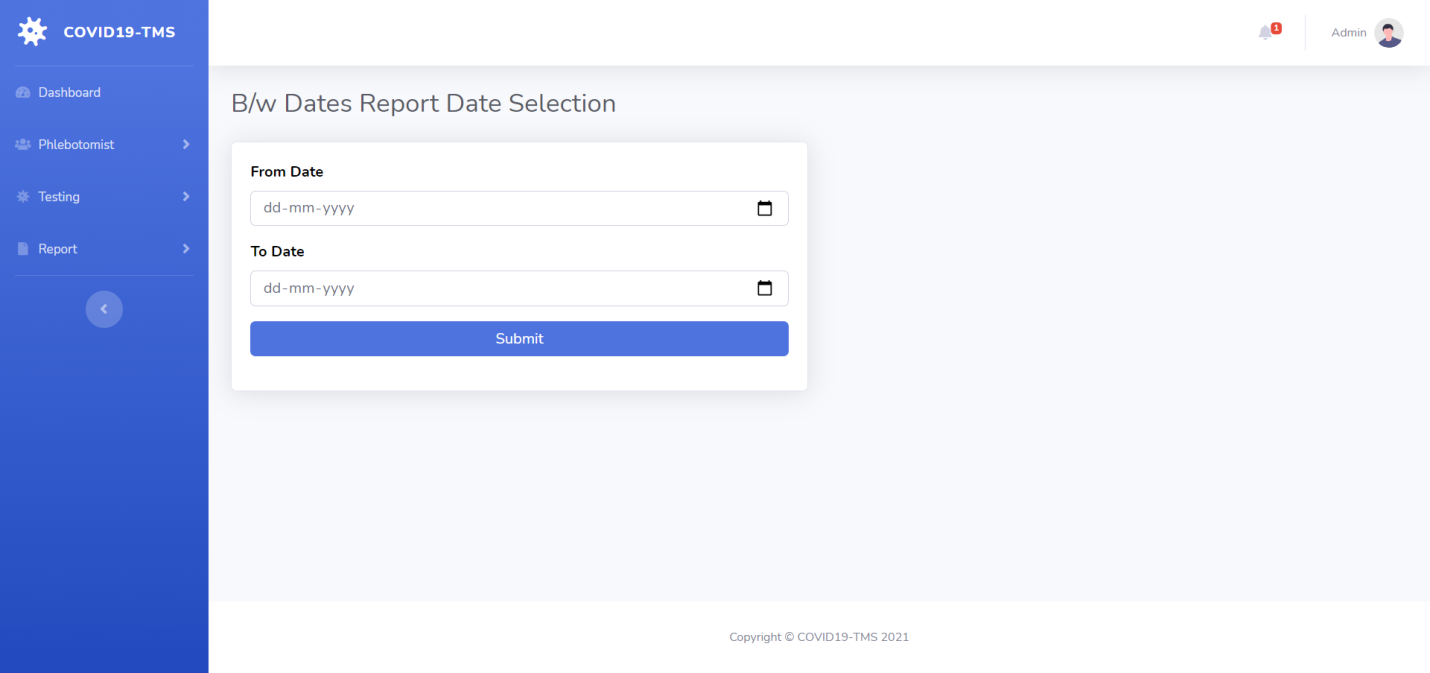 COVID19-TMS
1
Admin
Dashboard
Phlebotomist
Testing
Report
B/w Dates Report Date Selection
From Date
dd-mm-yyyy
To Date
dd-mm-yyyy
Submit
Copyright © COVID19-TMS 2021